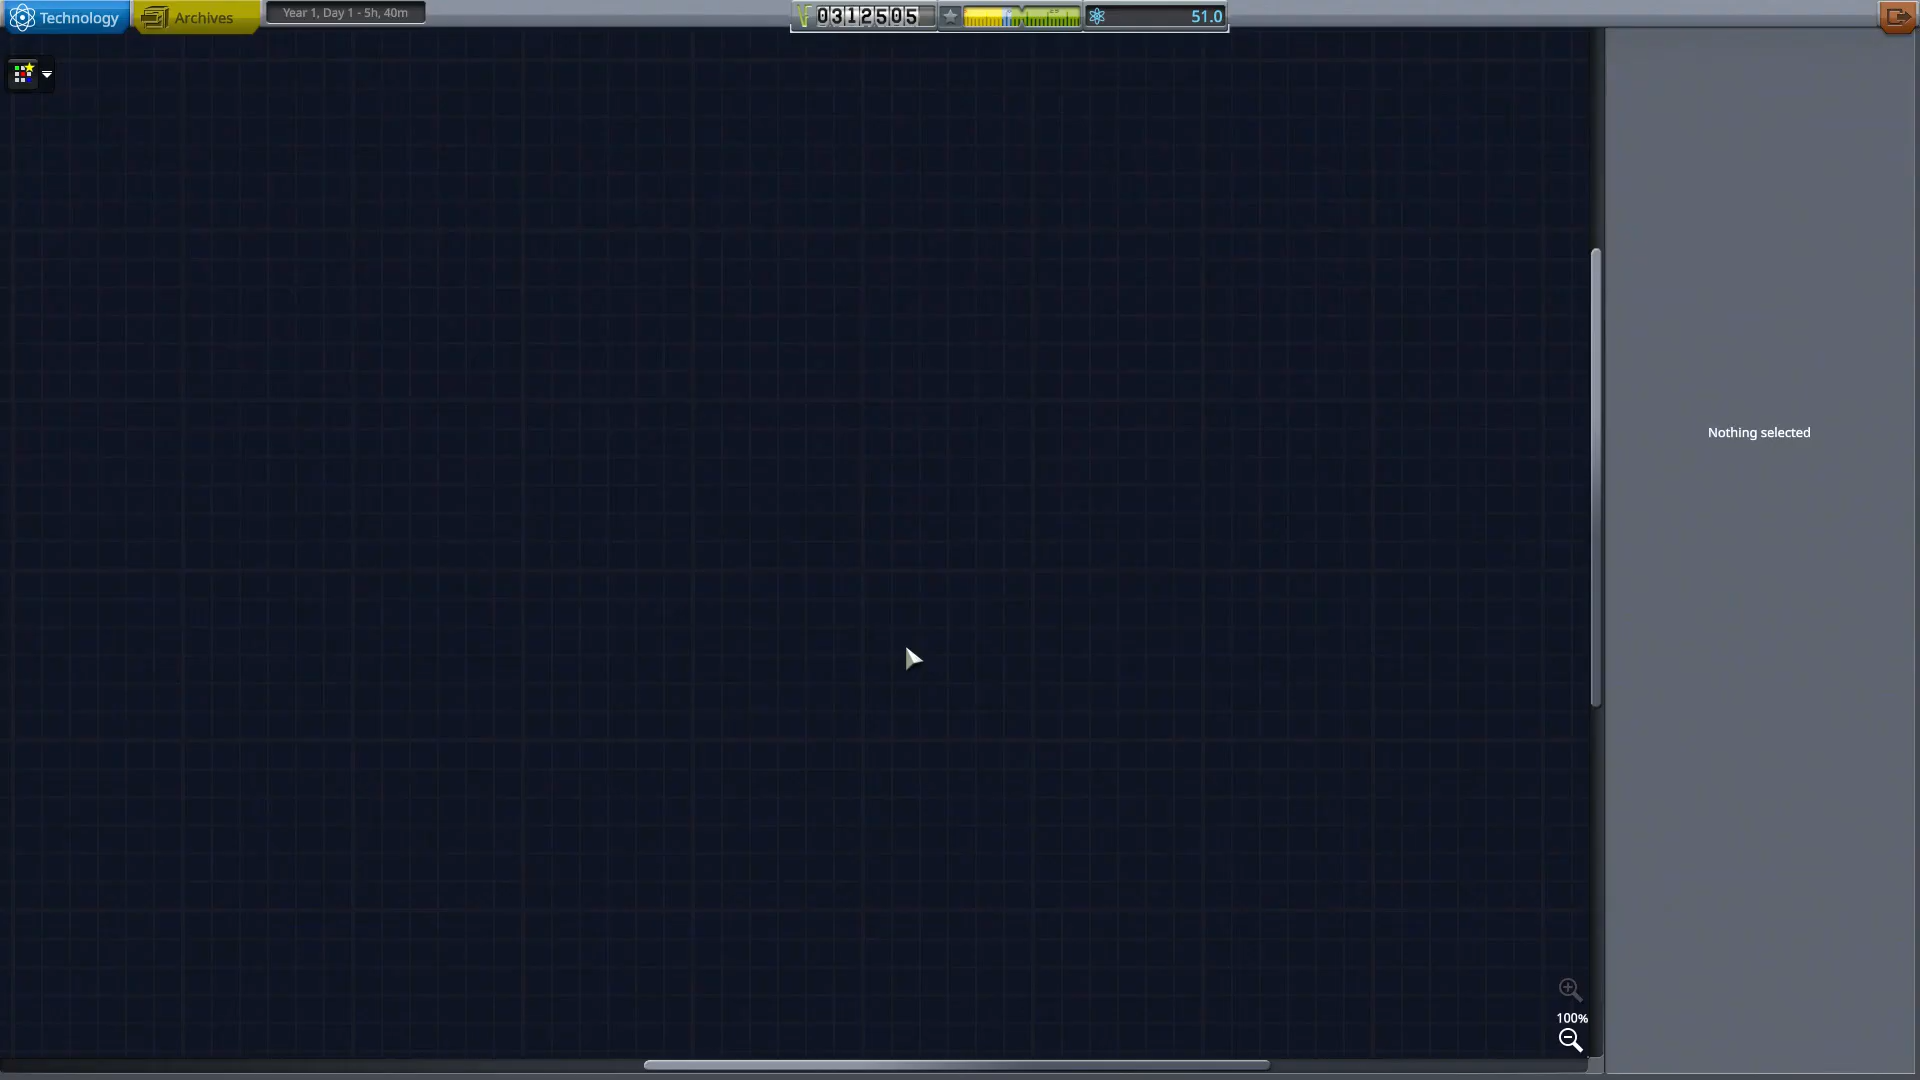 Technology
Archives
Year 1, Day 1 - 5h, 40m
0312505
51.0
Nothing selected
100%